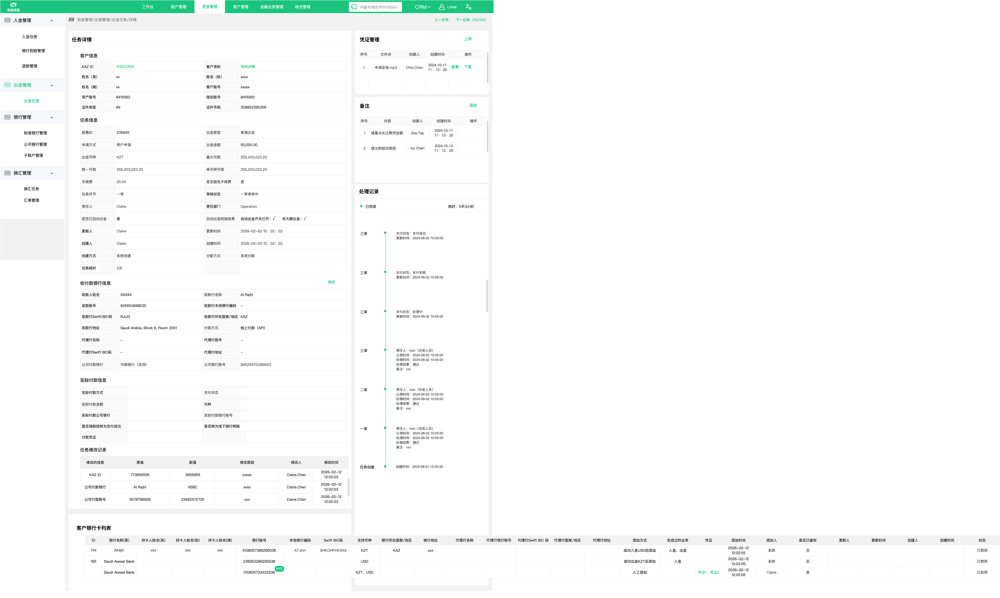 華盛集團
工作台 账户管理 资金管理 客户管理 金融业务管理 综合管理 华盛号/钱包号/Portfolio/ CRM Linda
入金管理
入金任务
银行到账管理
退款管理
出金管理
出金任务
银行管理
标准银行管理
公司银行管理
子账户管理
换汇管理
换汇任务
汇率管理
资金管理/出金管理/出金任务/详情
上一任务 下一任务（10/100）
任务详情
客户信息
KAZ ID 129012459 客户资料 资料详情
姓名（英） xx 姓名（哈） xxxx
姓名（俄） xx 客户账号 xxxxx
资产账号 8415562 钱包账号 8415562
证件类型 IIN 证件号码 329852395356
任务信息
任务ID 235645 出金类型 普通出金
申请方式 用户申请 出金金额 50,000.00
出金币种 KZT 最大可取 255,203,023.20
统一可取 255,203,023.20 单币种可取 255,203,023.20
手续费 20.00 是否豁免手续费 否
任务环节 一审 审核状态 一审审核中
责任人 Claire 责任部门 Operation
是否已自动出金 是 自动出金校验结果 自动出金开关已开：√ 非大额出金：√
更新人 Claire 更新时间 2026–02–02 15：02：02
创建人 Claire 创建时间 2026–02–02 15：02：02
创建方式 系统创建 分配方式 系统分配
任务耗时 5天
收付款银行信息 修改
收款人姓名 XXXXX 收款行名称 Al Rajhi
收款账号 625653698535 收款行本地银行编码 –
收款行Swift/BIC码 RJIJG 收款行所在国家/地区 KAZ
收款行地址 Saudi Arabia, Block 6, Room 2001 付款方式 线上付款（API）
代理行名称 – 代理行账号 –
代理行Swift BIC码 – 代理行地址 –
公司付款银行 中国银行（亚洲） 公司银行账号 845254112369522
实际付款信息
实际付款方式 支付状态
实际付款金额 币种
实际付款公司银行 实际付款银行账号
是否强制扭转为支付成功 是否转为线下银行转账
付款凭证
任务修改记录
修改的信息 原值 新值 修改原因 修改人 修改时间
KAZ ID 773659535 3955955 xxxxx Claire.Chen 2026–02–12
12:02:03
公司付款银行 Al Rajhi HSBC xxxx Claire.Chen 2026–02–12
12:02:03
公司付款账号 9078796908 23462572735 xxx Claire.Chen 2026–02–12
12:02:03
凭证管理 上传
序号 文件名 创建人 创建时间 操作
1 申请录音.mp3 Clire.Chen 2024-10-11
11：12：20 查看 下载
备注 添加
序号 内容 创建人 创建时间 操作
1 请重点关注费用金额 Zoe.Tao 2024-10-11
11：12：20
2 请注明驳回原因 Icy.Chen 2024-10-12
11：12：20
处理记录
已完成 耗时：5天3小时
三审 支付状态：支付成功
更新时间：2024-08-02 10:05:00
三审 支付状态：支付失败
更新时间：2024-08-02 10:05:00
三审 支付状态：处理中
更新时间：2024-08-02 10:05:00
三审 责任人：Ivan（交收人员）
认领时间：2024-08-02 10:05:00
处理时间：2024-08-02 10:05:00
处理结果：通过
备注：xxx
二审 责任人：Ivan（交收人员）
认领时间：2024-08-02 10:05:00
处理时间：2024-08-02 10:05:00
处理结果：通过
备注：xxx
一审 责任人：Ivan（交收人员）
认领时间：2024-08-02 10:05:00
处理时间：2024-08-02 10:05:00
处理结果：通过
备注：xxx
任务创建 创建时间：2024-08-01 10:05:00
客户银行卡列表
ID 银行名称(英) 持卡人姓名(英) 持卡人姓名(哈) 持卡人姓名(俄) 银行账号 本地银行编码 Swift BIC码 支持币种 银行所在国家/地区 银行地址 代理行名称 代理行银行账号 代理行Swift BIC 码 代理行国家/地区 代理行地址 添加方式 完成过的业务 凭证 添加时间 添加人 是否已鉴权 更新人 更新时间 创建人 创建时间 状态
164 Alrajhi xxx xxx xxx 0108057386290038 ATJKH SHKOHPHKXXX KZT KAZ xxx 成功入金USD后添加 入金，出金 2026–02–12
12:02:05 系统 否 已禁用
165 Saudi Awwal Bank 236952286290038 USD 成功出金KZT后添加 入金 2026–02–12
12:02:05 系统 否 已禁用
Saudi Awwal Bank 010805733333338 KYC KZT，USD 人工添加 凭证1 凭证2 2026–02–12
12:02:05 Claire 是 已启用